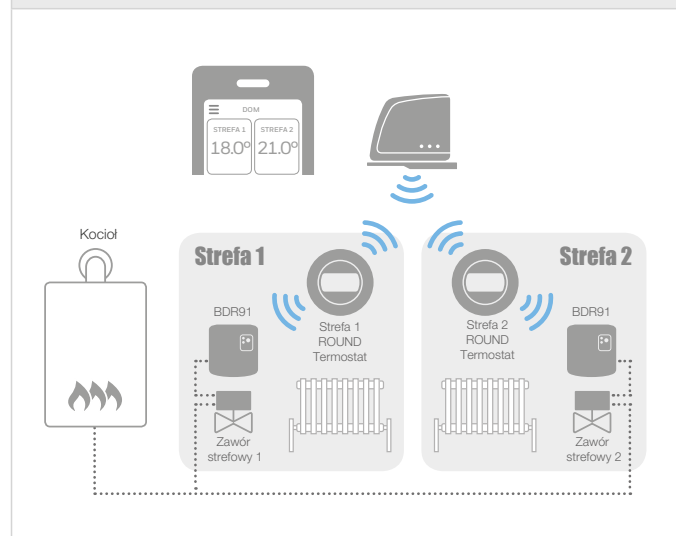 DOM
STREFA 1
STREFA 2
18.0°
21.0°
Kocioł
Strefa 1
Strefa 2
BDR91
Strefa 1
ROUND
Termostat
Strefa 2
ROUND
Termostat
BDR91
Zawór
strefowy 1
Zawór
strefowy 2